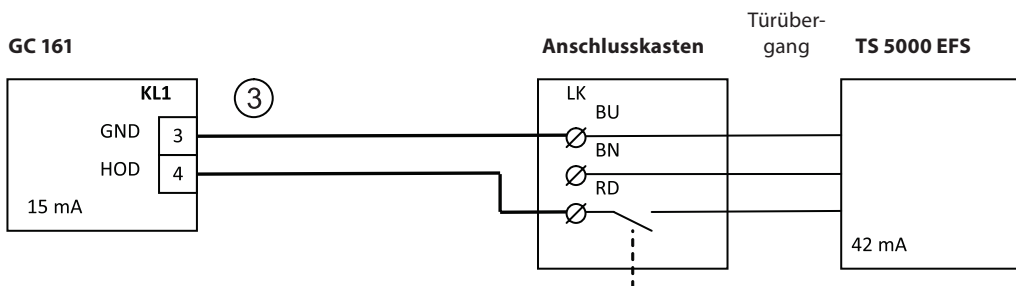 GC 161
KL1
3
GND 3
HOD 4
15 mA
Anschlusskasten
LK
BU
BN
RD
Türüber-
gang
TS 5000 EFS
42 mA